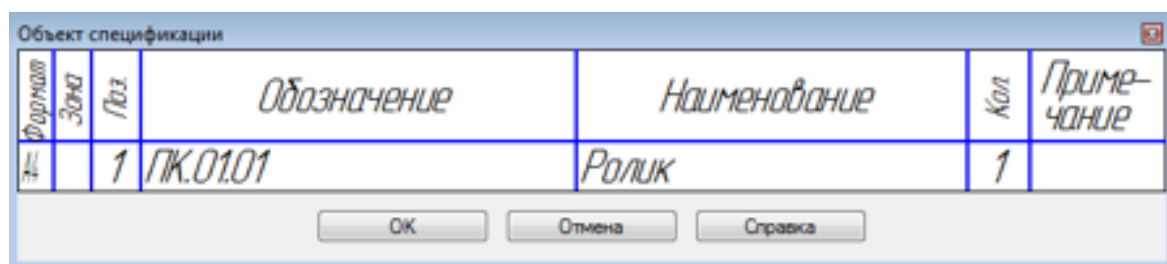 Объект спецификации
Формат Зона Поз. Обозначение Наименование Кол. Приме-
чание
А4 1 ПК.01.01 Ролик 1
ОК Отмена Справка